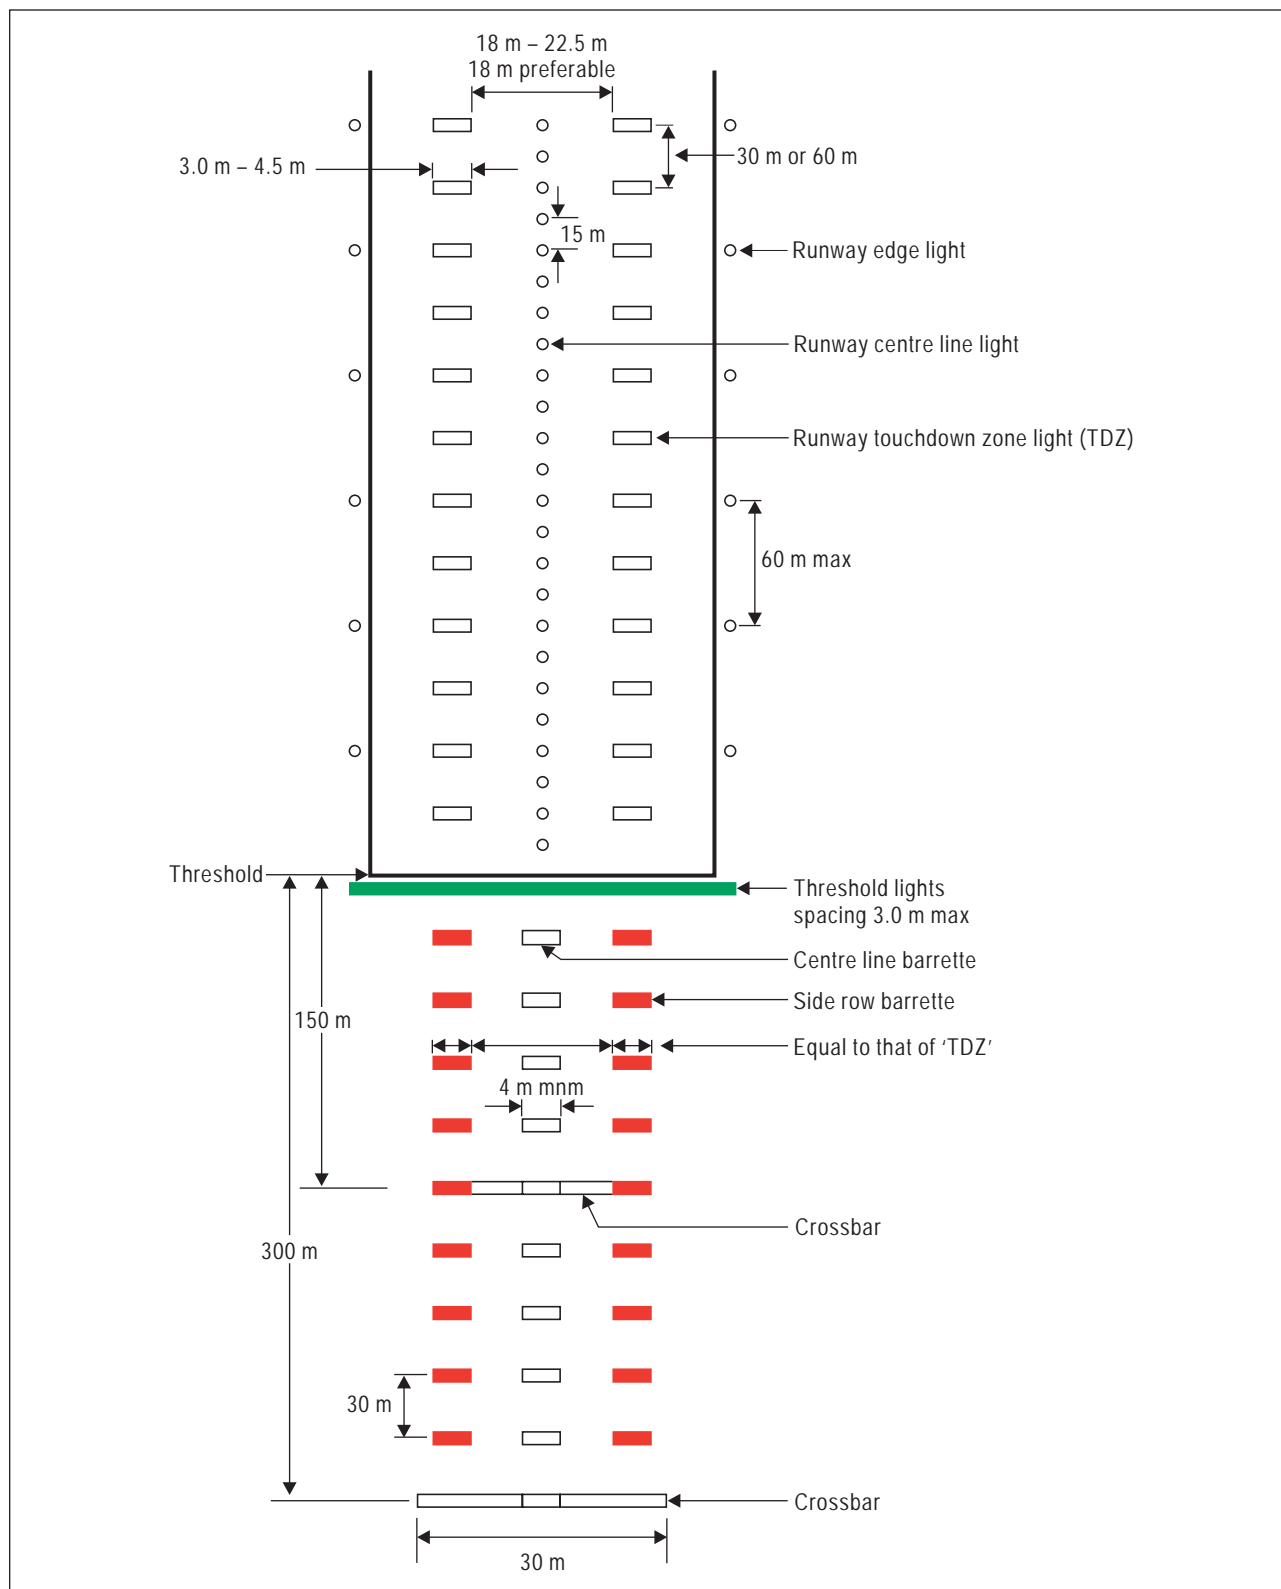 18 m – 22.5 m
18 m preferable
30 m or 60 m
3.0 m – 4.5 m
15 m
Runway edge light
Runway centre line light
Runway touchdown zone light (TDZ)
60 m max
Threshold
Threshold lights
spacing 3.0 m max
Centre line barrette
Side row barrette
150 m
Equal to that of ‘TDZ’
4 m mnm
Crossbar
300 m
30 m
Crossbar
30 m